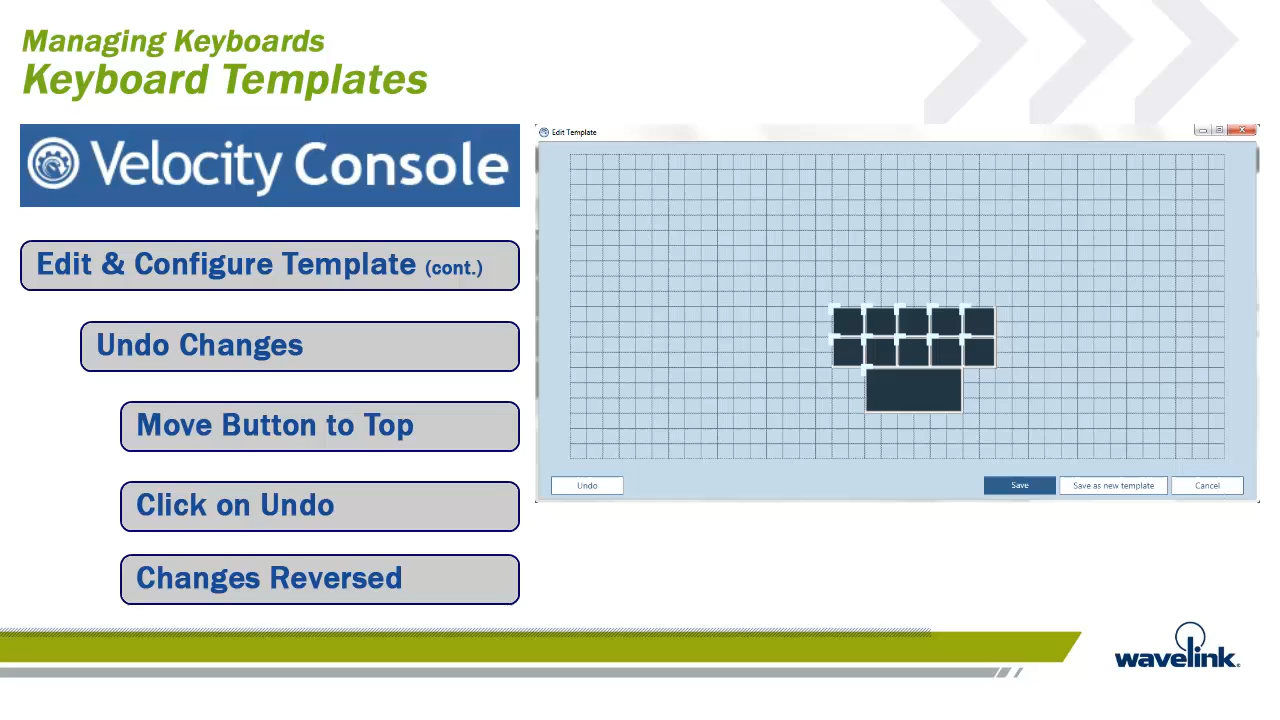 Managing Keyboards
Keyboard Templates
Velocity Console
Edit & Configure Template (cont.)
Undo Changes
Move Button to Top
Click on Undo
Changes Reversed
Edit Template
Undo
Save
Save as new template
Cancel
wavelink®